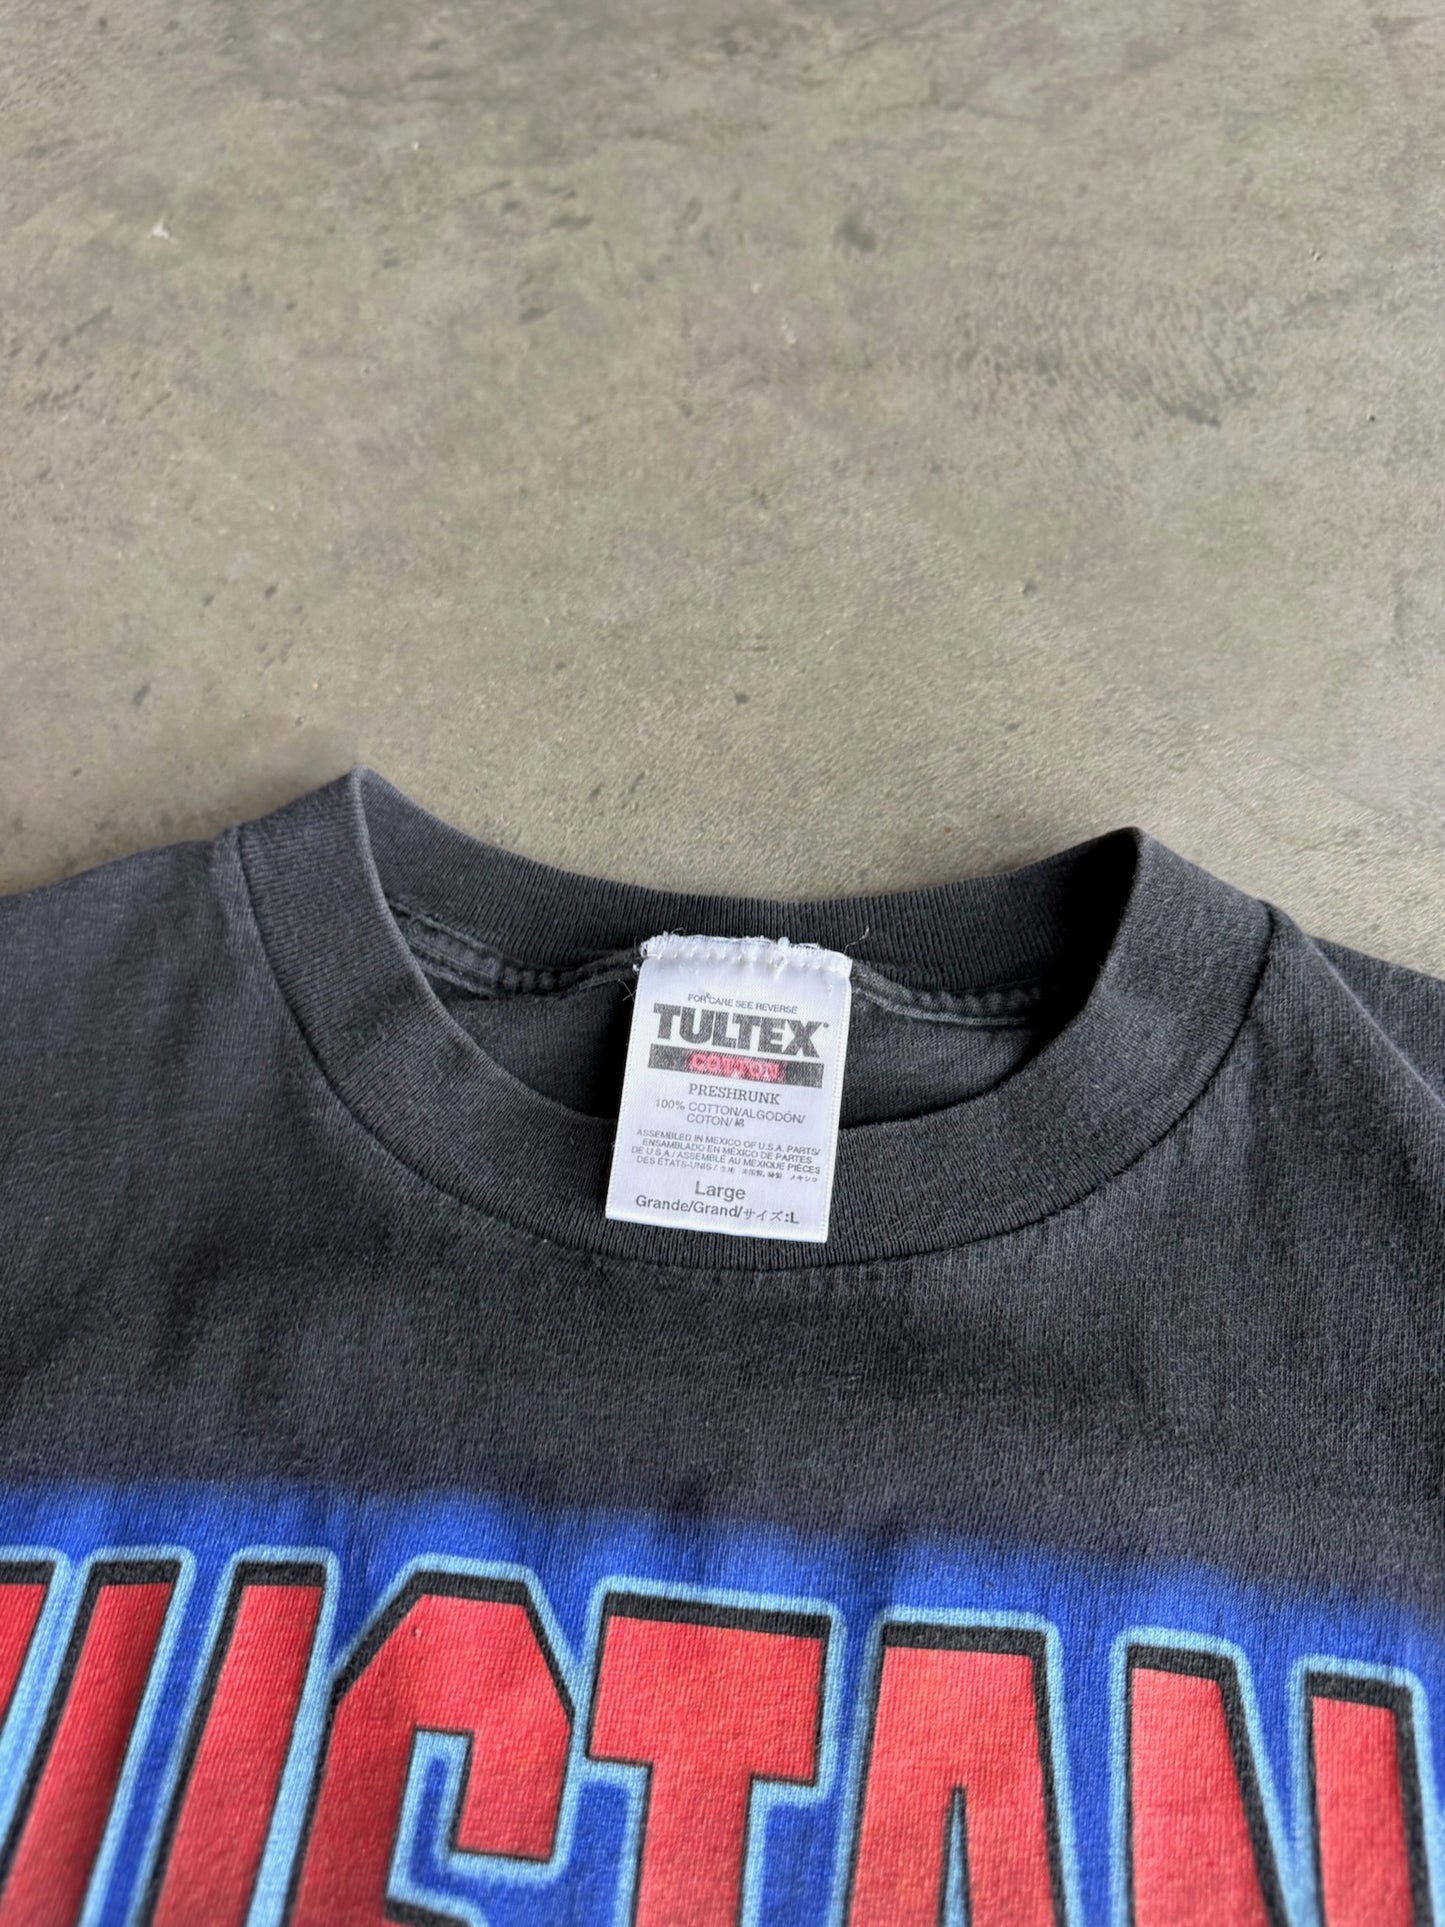 FOR CARE SEE REVERSE
TULTEX
COTTON
PRESHRUNK
100% COTTON/ALGODÓN/
COTON/綿
ASSEMBLED IN MEXICO OF U.S.A. PARTS/
ENSAMBLADO EN MÉXICO DE PARTES
DE U.S.A./ASSEMBLÉ AU MEXIQUE PIÈCES
DES ÉTATS-UNIS/
Large
Grande/Grand/サイズ:L
USTAN